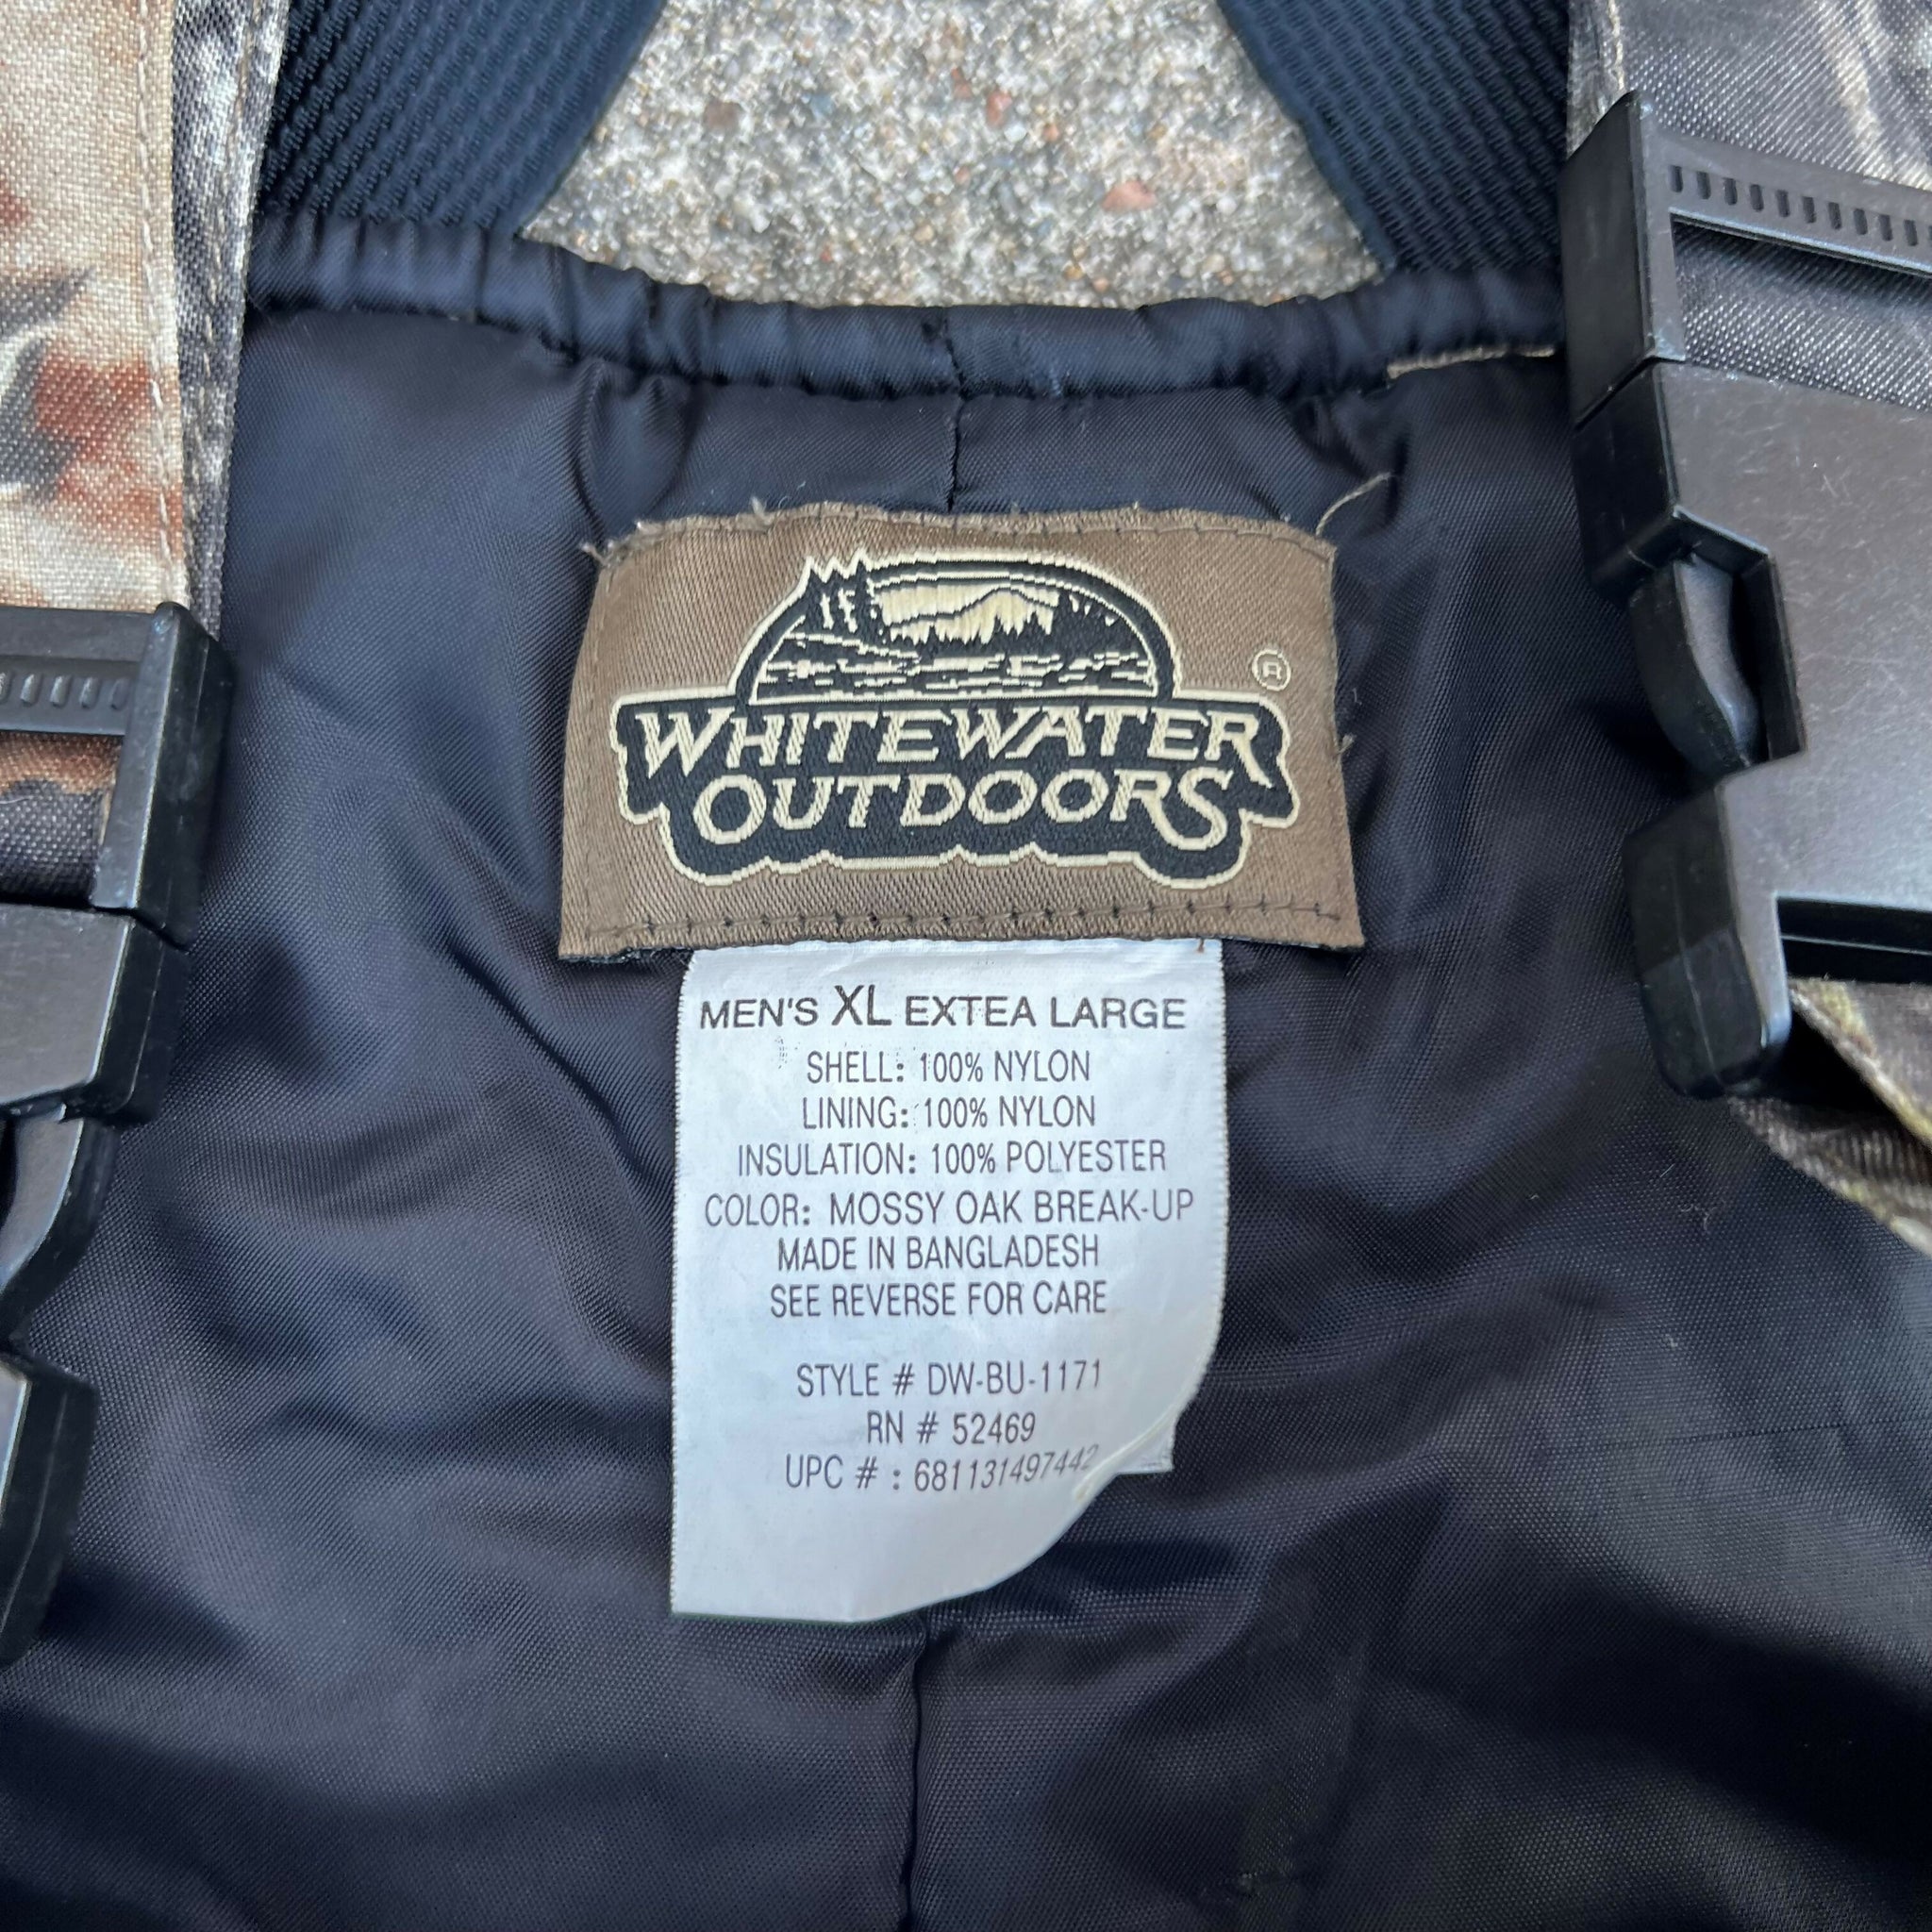 ®
WHITEWATER
OUTDOORS
MEN'S XL EXTEA LARGE
SHELL: 100% NYLON
LINING: 100% NYLON
INSULATION: 100% POLYESTER
COLOR: MOSSY OAK BREAK-UP
MADE IN BANGLADESH
SEE REVERSE FOR CARE
STYLE # DW-BU-1171
RN # 52469
UPC # : 681131497442